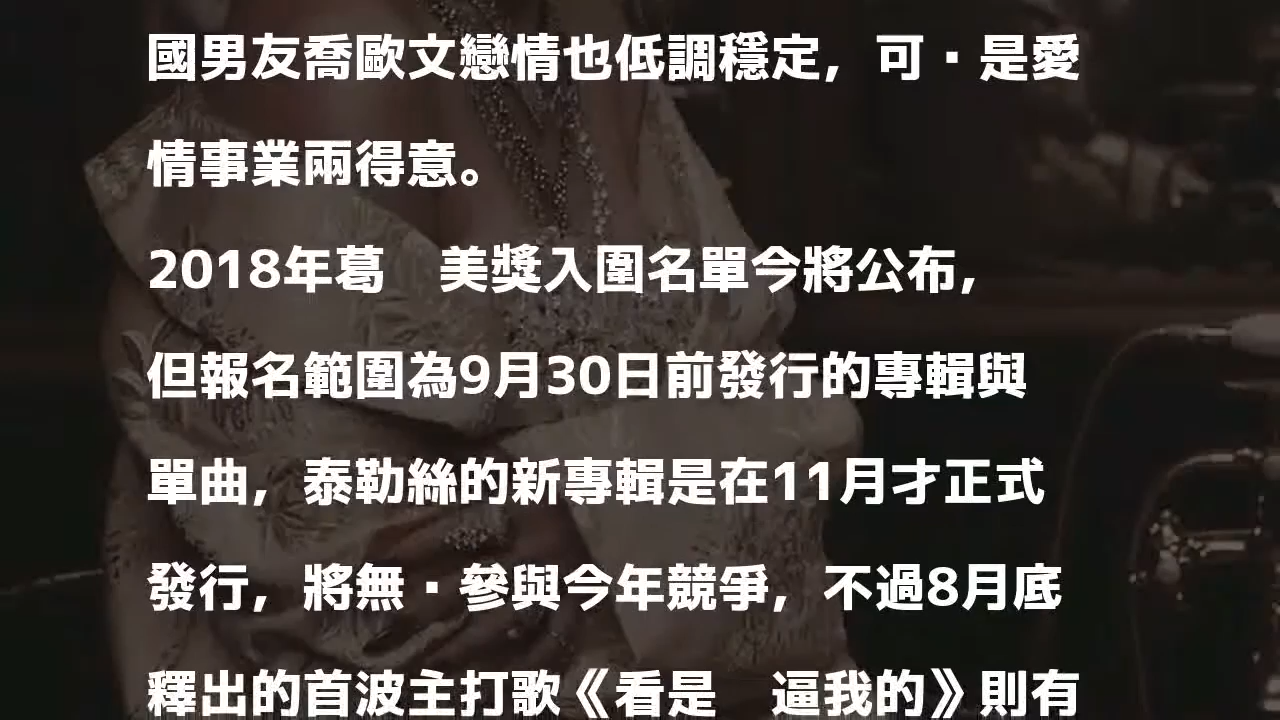 國男友喬歐文戀情也低調穩定，可·是愛
情事業兩得意。
2018年葛　美獎入圍名單今將公布，
但報名範圍為9月30日前發行的專輯與
單曲，泰勒絲的新專輯是在11月才正式
發行，將無·參與今年競爭，不過8月底
釋出的首波主打歌《看是　逼我的》則有